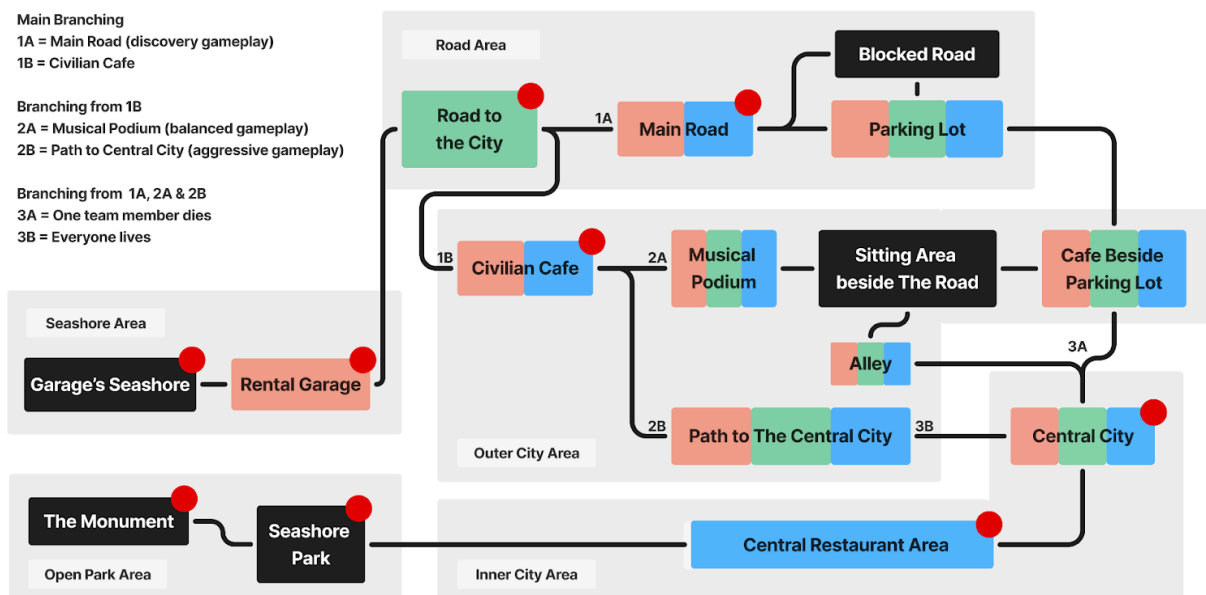 Main Branching
1A = Main Road (discovery gameplay)
1B = Civilian Cafe
Branching from 1B
2A = Musical Podium (balanced gameplay)
2B = Path to Central City (aggressive gameplay)
Branching from  1A, 2A & 2B
3A = One team member dies
3B = Everyone lives
Road Area
Blocked Road
Road to
the City
1A
Main Road
Parking Lot
1B
Civilian Cafe
2A
Musical
Podium
Sitting Area
beside The Road
Cafe Beside
Parking Lot
Seashore Area
Garage's Seashore
Rental Garage
Alley
3A
2B
Path to The Central City
3B
Central City
Outer City Area
The Monument
Seashore
Park
Central Restaurant Area
Open Park Area
Inner City Area